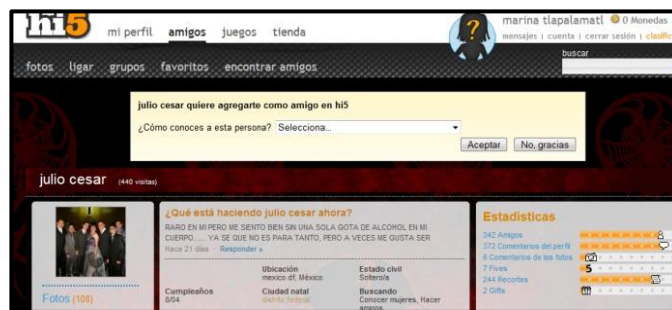 hi5
mi perfil amigos juegos tienda
marina tlapalamatl 0 Monedas
mensajes | cuenta | cerrar sesión | clasific
buscar
fotos ligar grupos favoritos encontrar amigos
julio cesar quiere agregarte como amigo en hi5
¿Cómo conoces a esta persona? Selecciona...
Aceptar No, gracias
julio cesar (440 visitas)
¿Qué está haciendo julio cesar ahora?
RARO EN MI PERO ME SIENTO BIEN SIN UNA SOLA GOTA DE ALCOHOL EN MI
CUERPO..... YA SE QUE NO ES PARA TANTO, PERO A VECES ME GUSTA SER
Hace 21 días · Responder »
Ubicación Estado civil
mexico df, México Soltero/a
Cumpleaños Ciudad natal Buscando
6/04 distrito federal Conocer mujeres, Hacer
amigos
Fotos (108)
Estadísticas
342 Amigos
372 Comentarios del perfil
6 Comentarios de las fotos
7 Fives 5
244 Recortes
2 Gifts